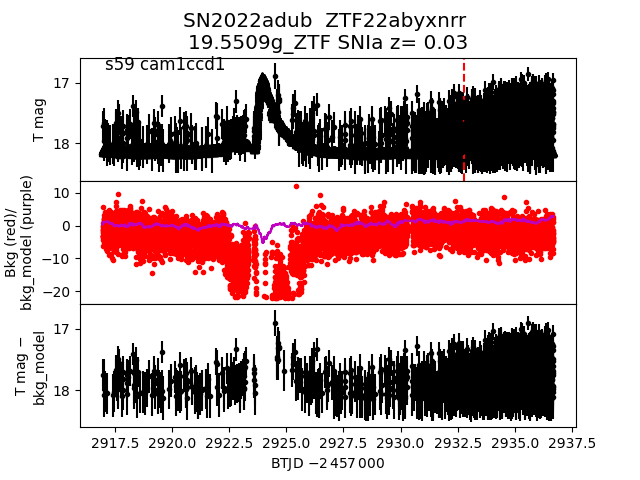 SN2022adub ZTF22abyxnrr
19.5509g_ZTF SNIa z= 0.03
s59 cam1ccd1
T mag
17
18
Bkg (red)/
bkg_model (purple)
10
0
−10
−20
T mag −
bkg_model
17
18
2917.5 2920.0 2922.5 2925.0 2927.5 2930.0 2932.5 2935.0 2937.5
BTJD −2 457 000